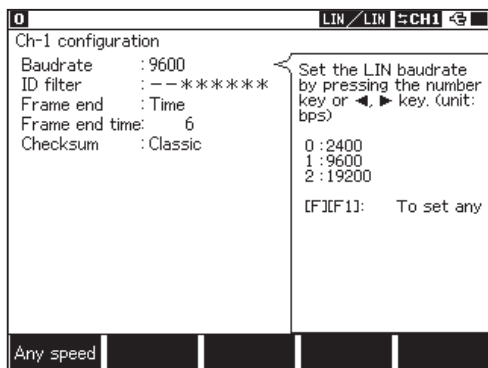 0 LIN/LIN ⇆CH1
Ch-1 configuration
Baudrate :9600
ID filter :--******
Frame end :Time
Frame end time: 6
Checksum :Classic
Set the LIN baudrate
by pressing the number
key or ◀, ▶ key. (unit:
bps)
0 :2400
1 :9600
2 :19200
[F][F1]: To set any
Any speed